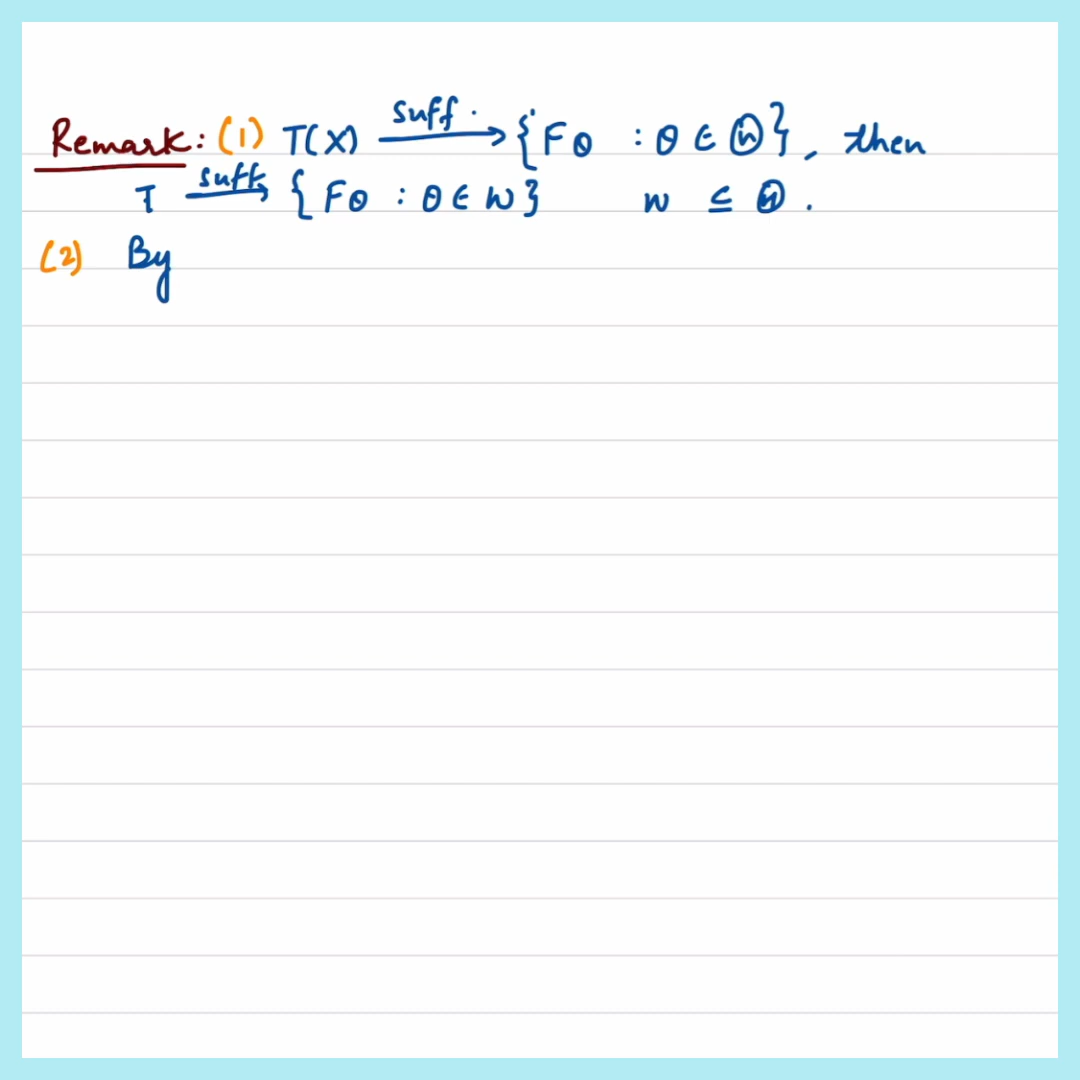 Remark: (1) T(X) suff. → {Fθ : θ ∈ Ⓗ}, then
T suff. → {Fθ : θ ∈ W} W ⊆ Ⓗ.
(2) By